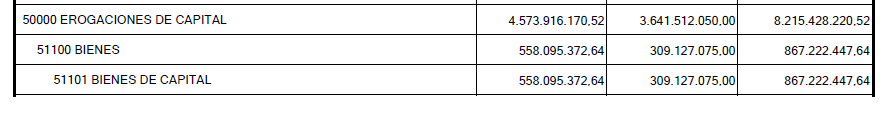 50000 EROGACIONES DE CAPITAL 4.573.916.170,52 3.641.512.050,00 8.215.428.220,52
51100 BIENES 558.095.372,64 309.127.075,00 867.222.447,64
51101 BIENES DE CAPITAL 558.095.372,64 309.127.075,00 867.222.447,64